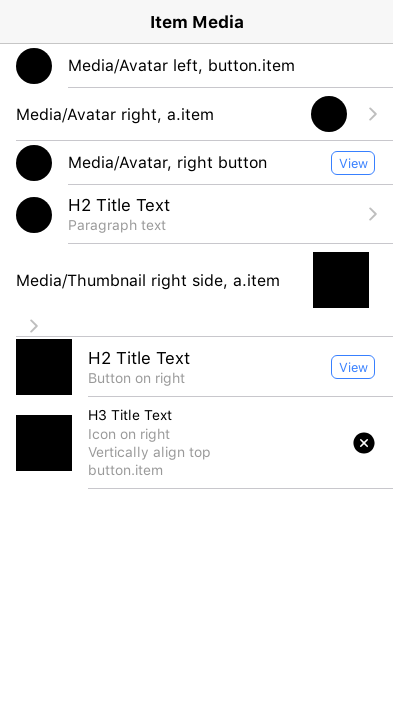 Item Media
Media/Avatar left, button.item
Media/Avatar right, a.item
Media/Avatar, right button
View
H2 Title Text
Paragraph text
Media/Thumbnail right side, a.item
H2 Title Text
Button on right
View
H3 Title Text
Icon on right
Vertically align top
button.item